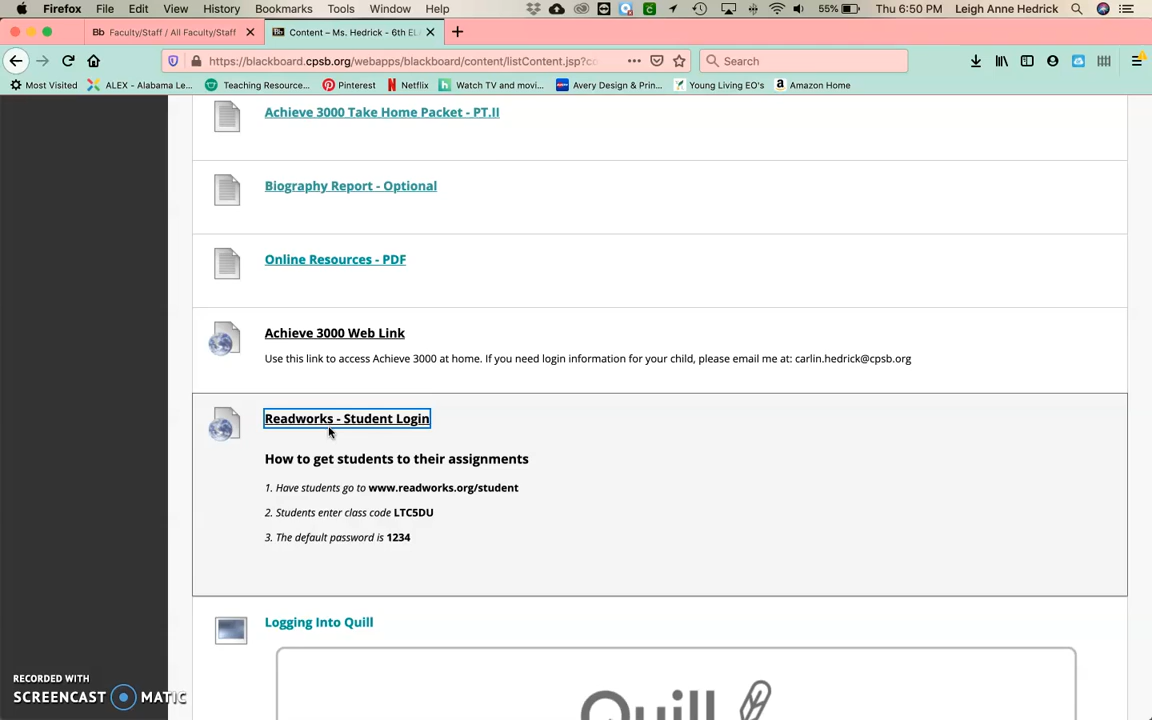 Firefox File Edit View History Bookmarks Tools Window Help 55% Thu 6:50 PM Leigh Anne Hedrick
Bb Faculty/Staff / All Faculty/Staff Bb Content – Ms. Hedrick - 6th EL
https://blackboard.cpsb.org/webapps/blackboard/content/listContent.jsp?co Search
Most Visited ALEX - Alabama Le... Teaching Resource... Pinterest Netflix Watch TV and movi... Avery Design & Prin... Young Living EO's Amazon Home
Achieve 3000 Take Home Packet - PT.II
Biography Report - Optional
Online Resources - PDF
Achieve 3000 Web Link
Use this link to access Achieve 3000 at home. If you need login information for your child, please email me at: carlin.hedrick@cpsb.org
Readworks - Student Login
How to get students to their assignments
1. Have students go to www.readworks.org/student
2. Students enter class code LTC5DU
3. The default password is 1234
Logging Into Quill
Quill
RECORDED WITH
SCREENCAST MATIC